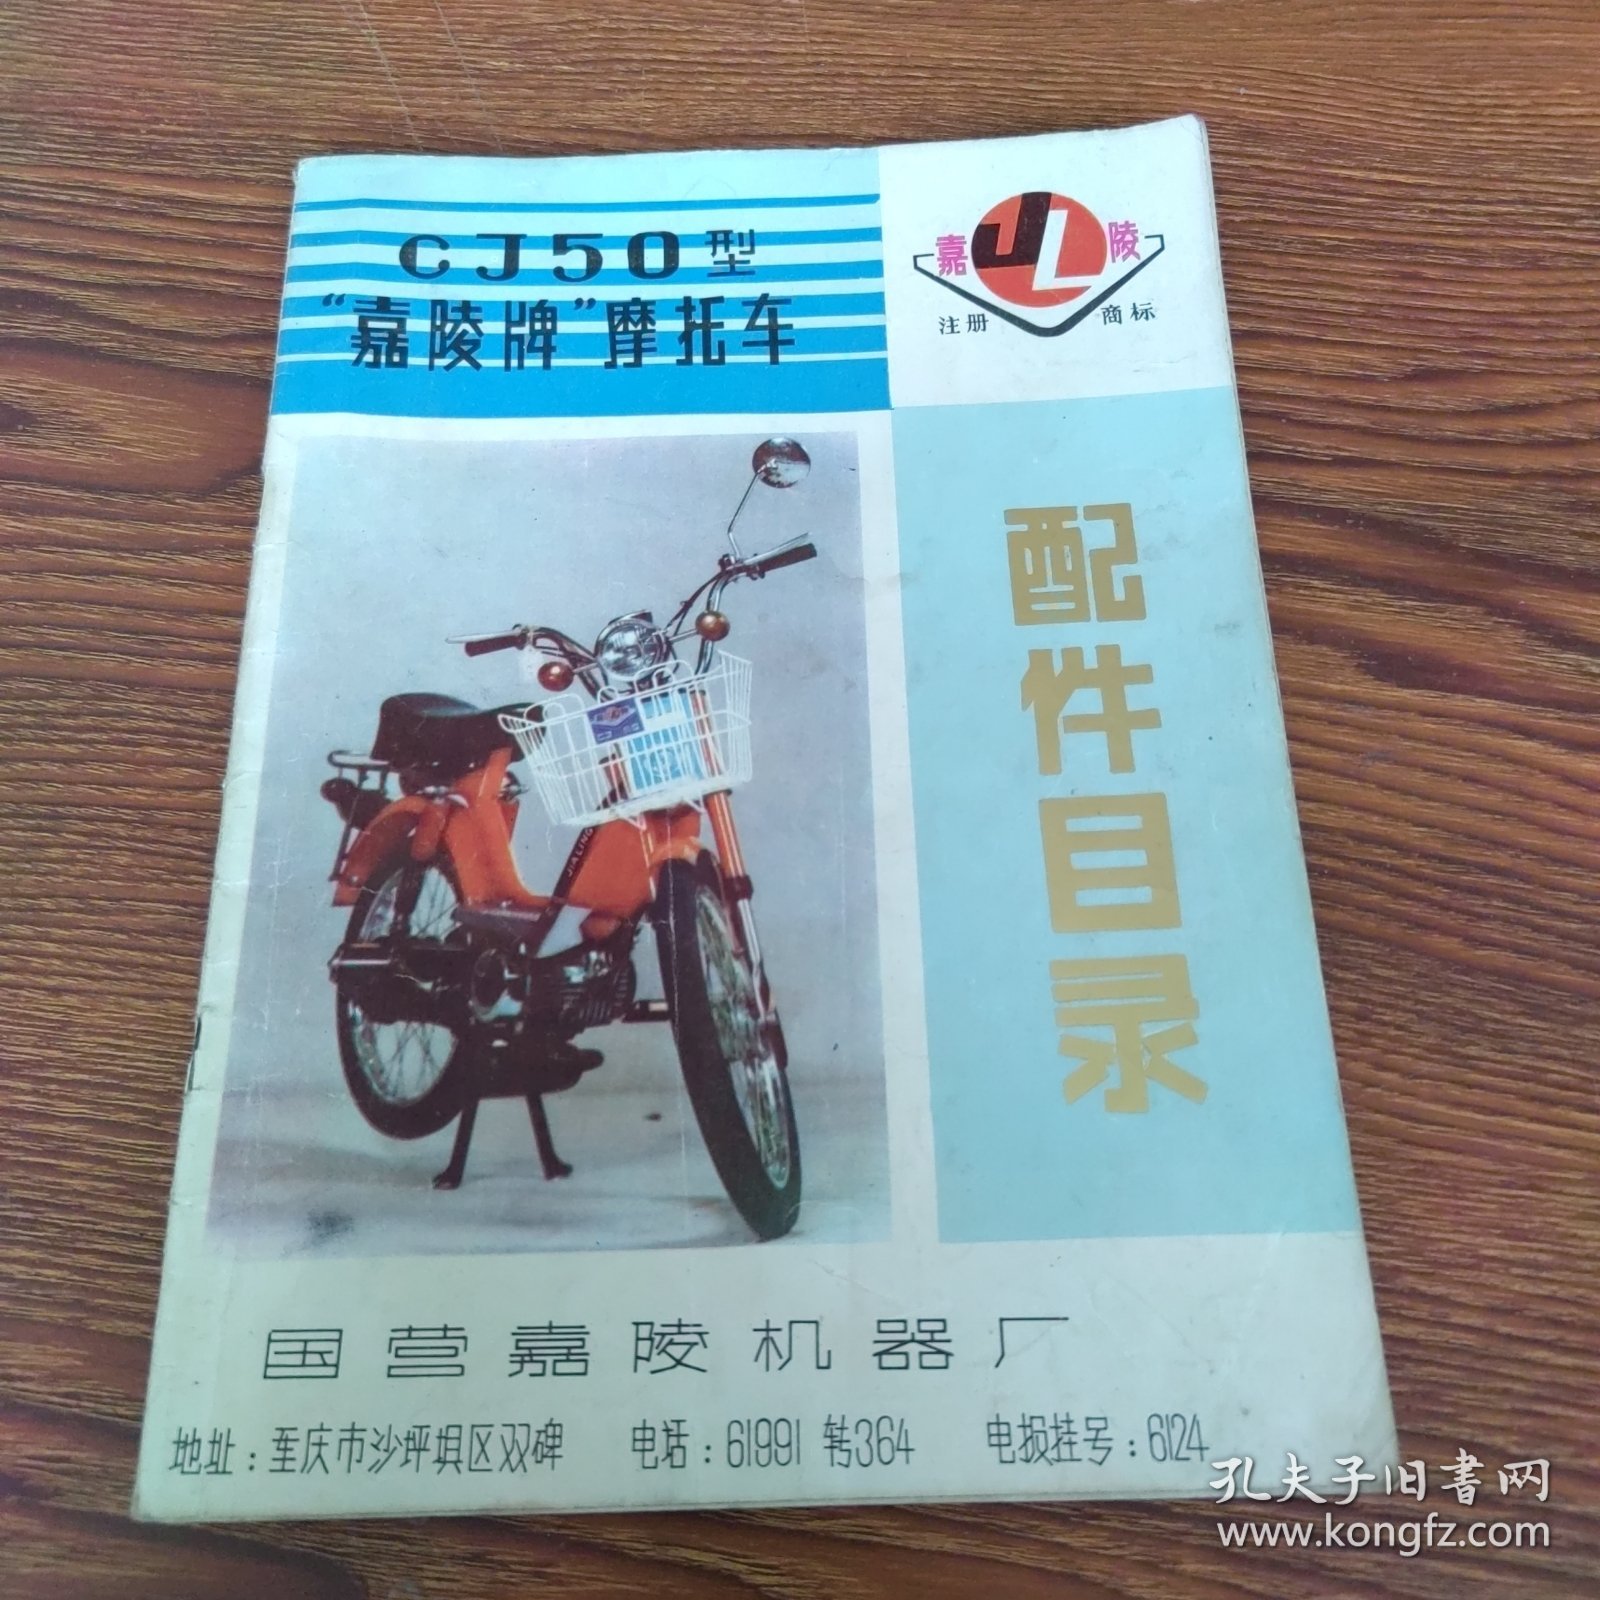 CJ50型
“嘉陵牌”摩托车
嘉 JL 陵
注册 商标
配件目录
JIALING
国营嘉陵机器厂
地址：重庆市沙坪坝区双碑 电话：61991 转364 电报挂号：6124
孔夫子旧书网
www.kongfz.com